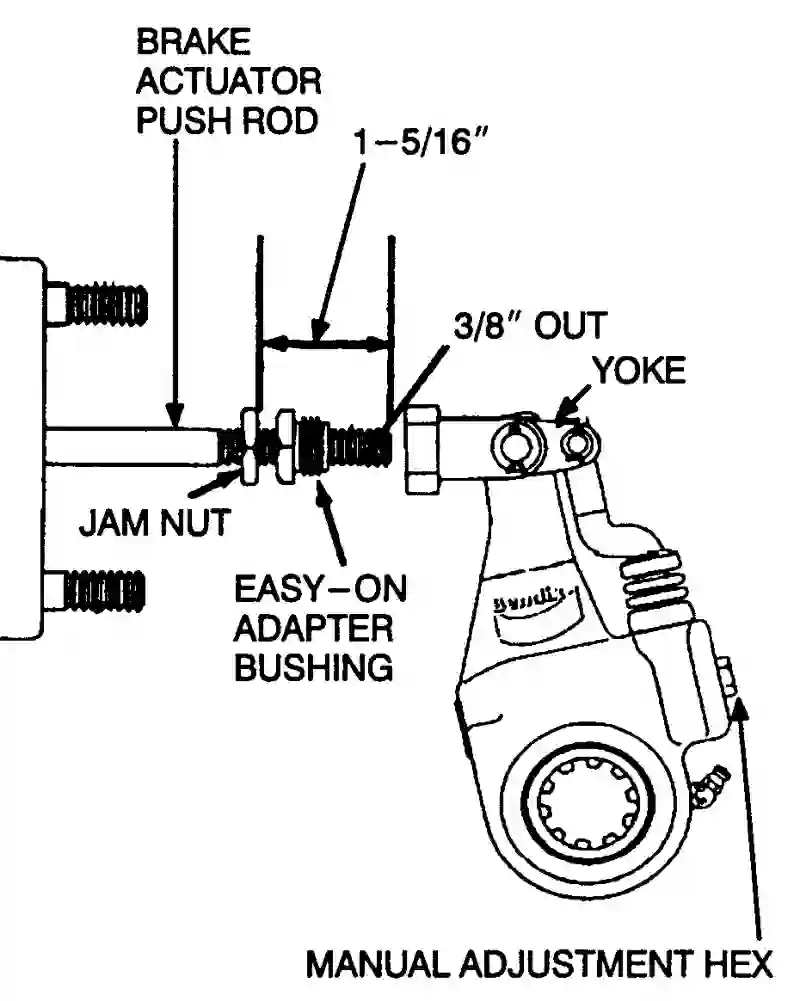 BRAKE
ACTUATOR
PUSH ROD
1-5/16"
3/8" OUT
YOKE
JAM NUT
EASY-ON
ADAPTER
BUSHING
MANUAL ADJUSTMENT HEX